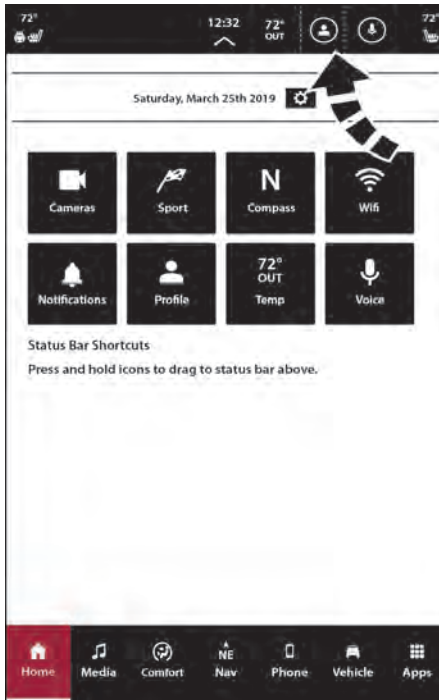 72° 12:32 72° OUT 72°
Saturday, March 25th 2019
Cameras Sport N Compass Wifi
Notifications Profile 72° OUT Temp Voice
Status Bar Shortcuts
Press and hold icons to drag to status bar above.
NE
Home Media Comfort Nav Phone Vehicle Apps